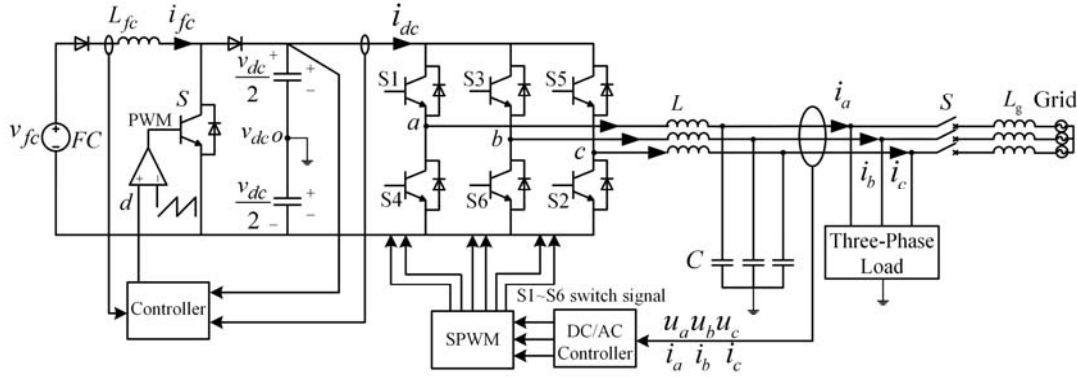 L_fc i_fc i_dc
S1 S3 S5
v_dc/2 + + −
S
PWM
v_fc + − FC
v_dc o
a b c
L
i_a S L_g Grid
i_b i_c
d + −
v_dc/2 − + −
S4 S6 S2
C
Three-Phase
Load
Controller
S1~S6 switch signal
SPWM
DC/AC
Controller
u_a u_b u_c
i_a i_b i_c